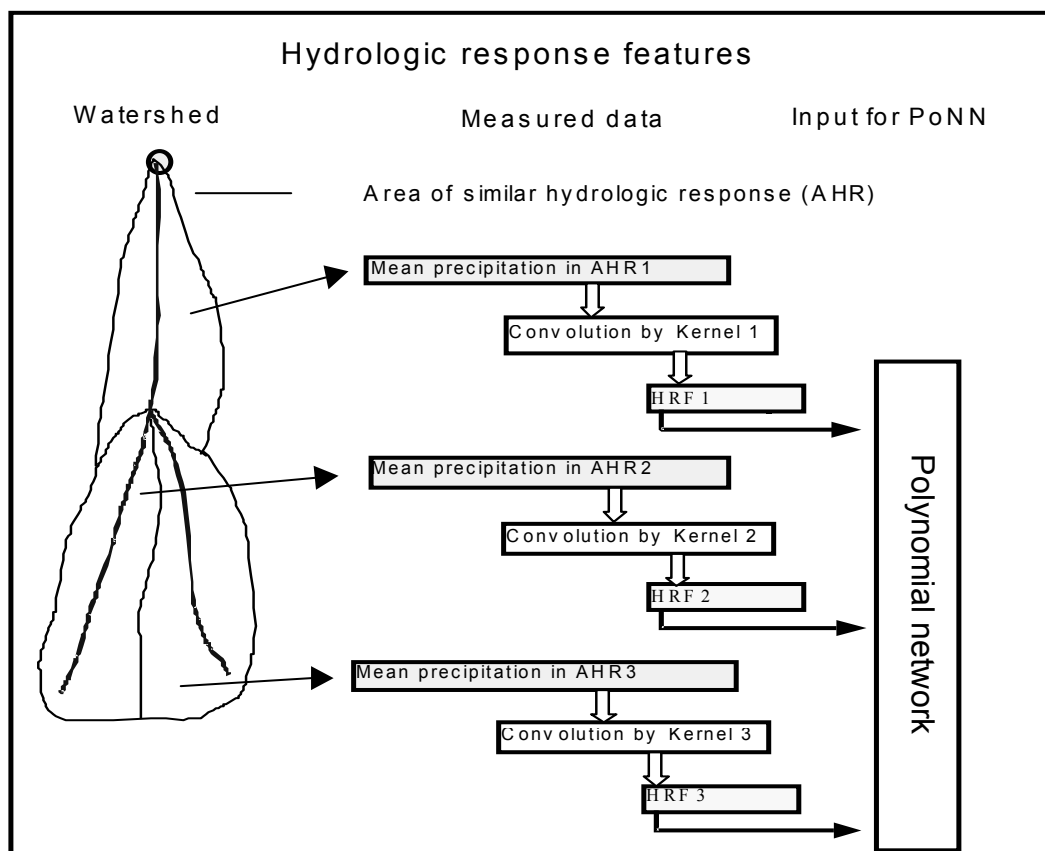 Hydrologic response features
Watershed
Measured data
Input for PoNN
Area of similar hydrologic response (AHR)
Mean precipitation in AHR1
Convolution by Kernel 1
HRF 1
Mean precipitation in AHR2
Convolution by Kernel 2
HRF 2
Mean precipitation in AHR3
Convolution by Kernel 3
HRF 3
Polynomial network